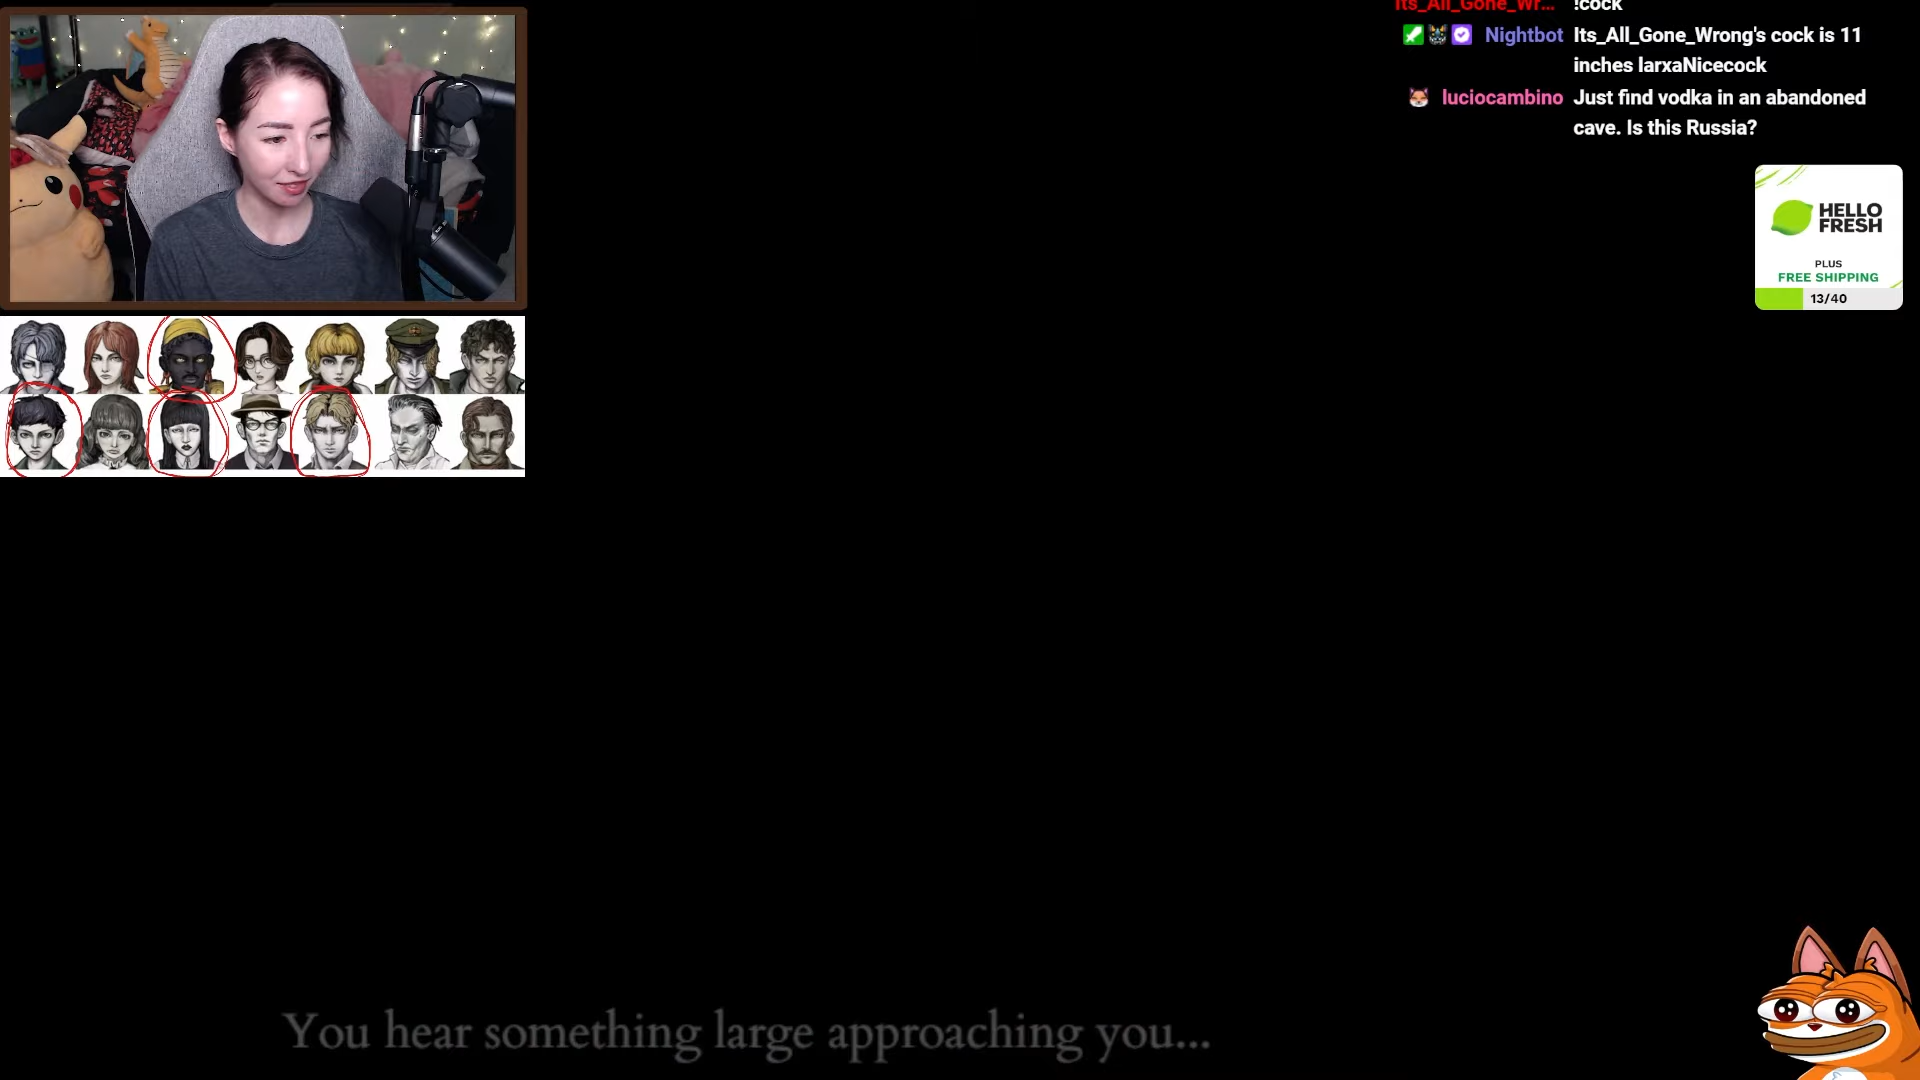 Its_All_Gone_Wr... !cock
Nightbot Its_All_Gone_Wrong's cock is 11
inches larxaNicecock
luciocambino Just find vodka in an abandoned
cave. Is this Russia?
HELLO
FRESH
PLUS
FREE SHIPPING
13/40
You hear something large approaching you...